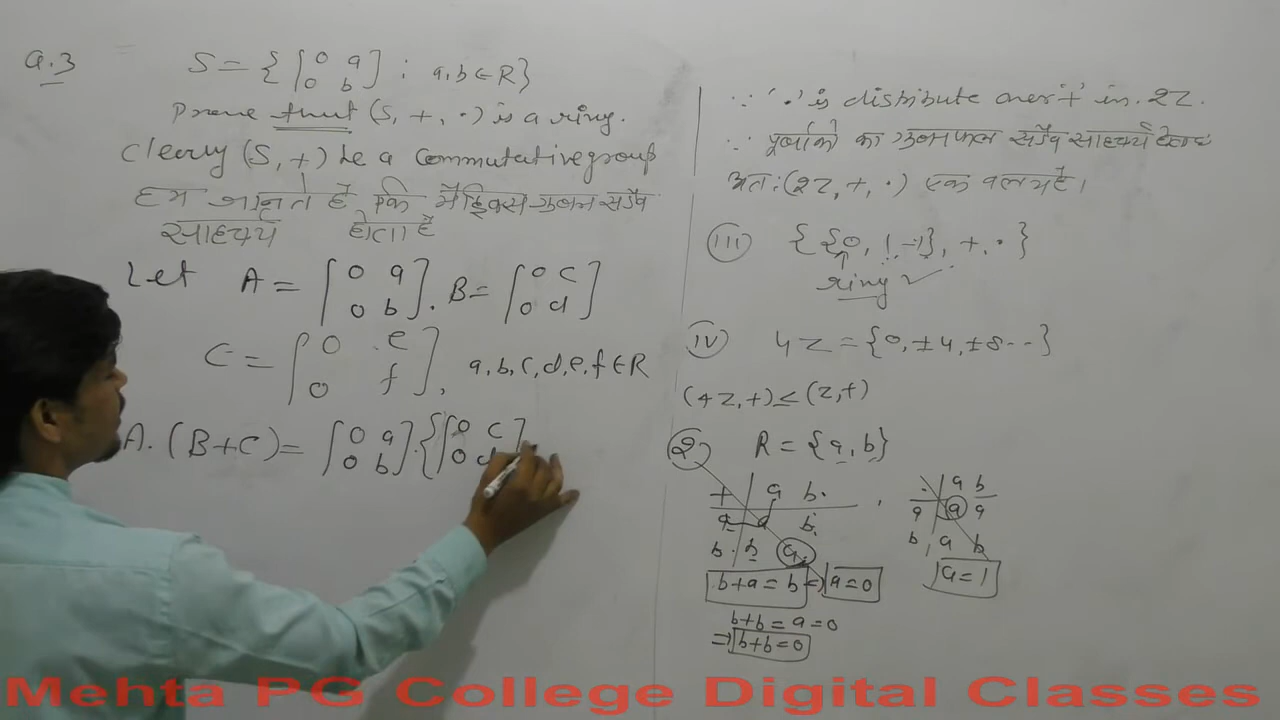 Q.3
S = { [0 a
0 b] : a,b ∈ R}
Prove that (S, +, ·) is a ring.
Clearly (S, +) be a Commutative group
हम जानते हैं कि मैट्रिक्स गुणन सदैव
साहचर्य होता है
Let A = [0 a
0 b]. B = [0 c
0 d]
C = [0 e
0 f], a,b,c,d,e,f ∈ R
A.(B+C) = [0 a
0 b].{[0 c
0 d
∵ '·' is distribute over '+' in 2Z.
∵ पूर्णांको का गुणनफल सदैव साहचर्य होता है
अतः (2Z, +, ·) एक वलय है।
(iii) {{0, 1, -1}, +, ·}
ring ✓
(iv) 4Z = {0, ±4, ±8 ...}
(4Z, +) ≤ (Z, +)
(2) R = {a, b}
+ a b , · a b
a a b a a a
b b a b a b
b+a = b ⇒ a=0 a=1
b+b = a = 0
⇒ b+b=0
Mehta PG College Digital Classes